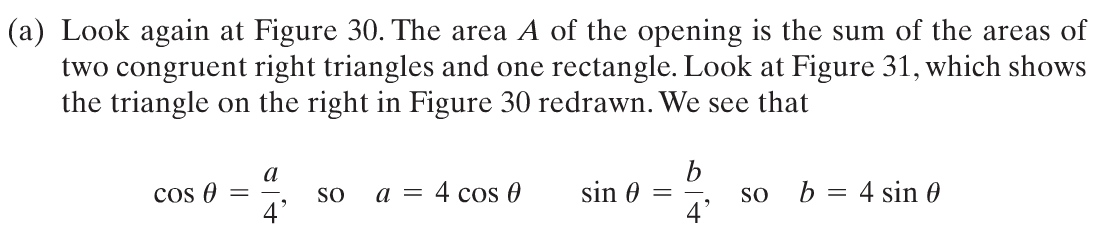 (a) Look again at Figure 30. The area A of the opening is the sum of the areas of
two congruent right triangles and one rectangle. Look at Figure 31, which shows
the triangle on the right in Figure 30 redrawn. We see that
cos θ = a/4, so a = 4 cos θ sin θ = b/4, so b = 4 sin θ